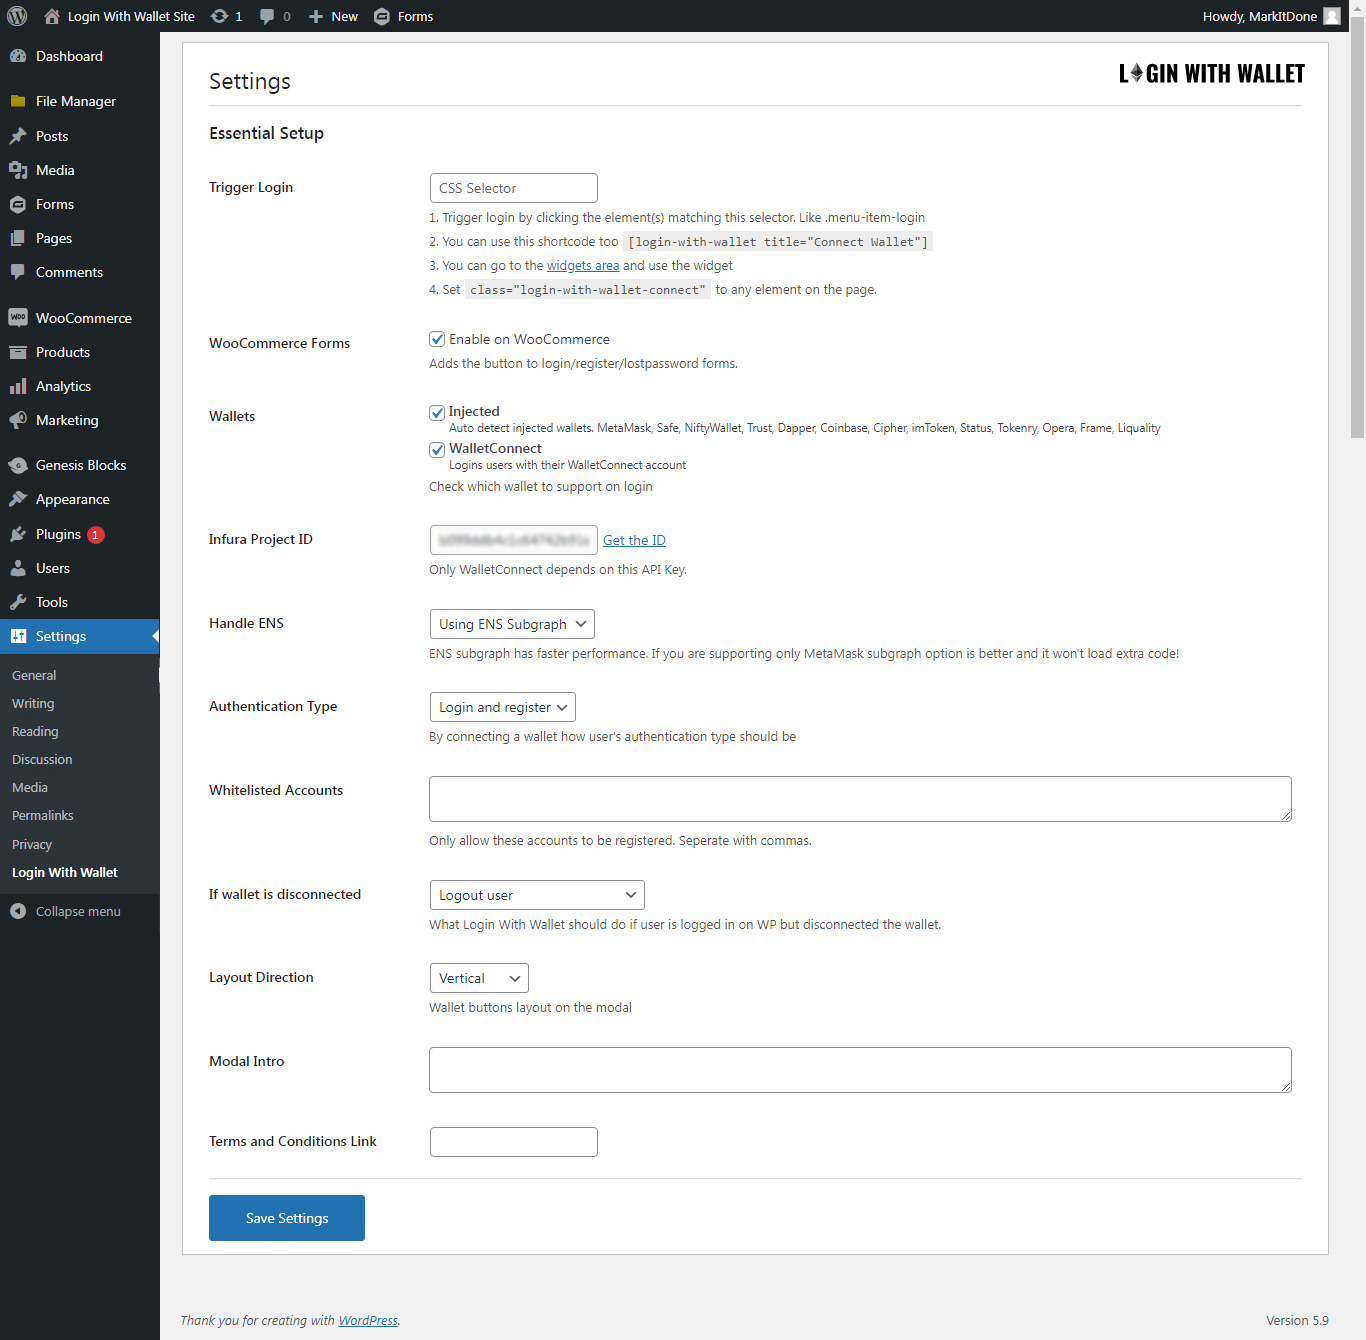 Login With Wallet Site 1 0 New Forms Howdy, MarkItDone
Dashboard
File Manager
Posts
Media
Forms
Pages
Comments
WooCommerce
Products
Analytics
Marketing
Genesis Blocks
Appearance
Plugins 1
Users
Tools
Settings
General
Writing
Reading
Discussion
Media
Permalinks
Privacy
Login With Wallet
Collapse menu
Settings
LOGIN WITH WALLET
Essential Setup
Trigger Login
CSS Selector
1. Trigger login by clicking the element(s) matching this selector. Like .menu-item-login
2. You can use this shortcode too [login-with-wallet title="Connect Wallet"]
3. You can go to the widgets area and use the widget
4. Set class="login-with-wallet-connect" to any element on the page.
WooCommerce Forms
Enable on WooCommerce
Adds the button to login/register/lostpassword forms.
Wallets
Injected
Auto detect injected wallets. MetaMask, Safe, NiftyWallet, Trust, Dapper, Coinbase, Cipher, imToken, Status, Tokenry, Opera, Frame, Liquality
WalletConnect
Logins users with their WalletConnect account
Check which wallet to support on login
Infura Project ID
Get the ID
Only WalletConnect depends on this API Key.
Handle ENS
Using ENS Subgraph
ENS subgraph has faster performance. If you are supporting only MetaMask subgraph option is better and it won't load extra code!
Authentication Type
Login and register
By connecting a wallet how user's authentication type should be
Whitelisted Accounts
Only allow these accounts to be registered. Seperate with commas.
If wallet is disconnected
Logout user
What Login With Wallet should do if user is logged in on WP but disconnected the wallet.
Layout Direction
Vertical
Wallet buttons layout on the modal
Modal Intro
Terms and Conditions Link
Save Settings
Thank you for creating with WordPress.
Version 5.9